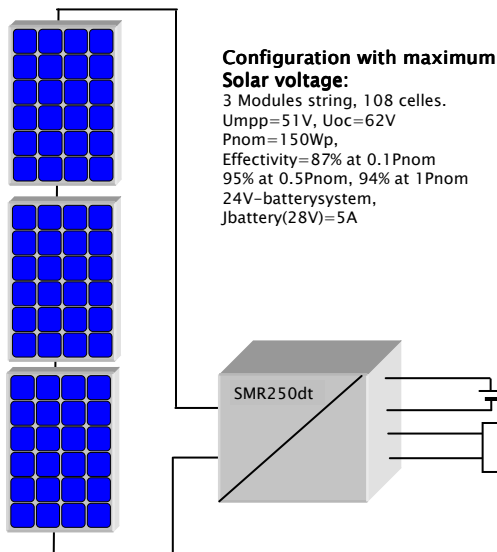 Configuration with maximum
Solar voltage:
3 Modules string, 108 celles.
Umpp=51V, Uoc=62V
Pnom=150Wp,
Effectivity=87% at 0.1Pnom
95% at 0.5Pnom, 94% at 1Pnom
24V-batterysystem,
Jbattery(28V)=5A
SMR250dt